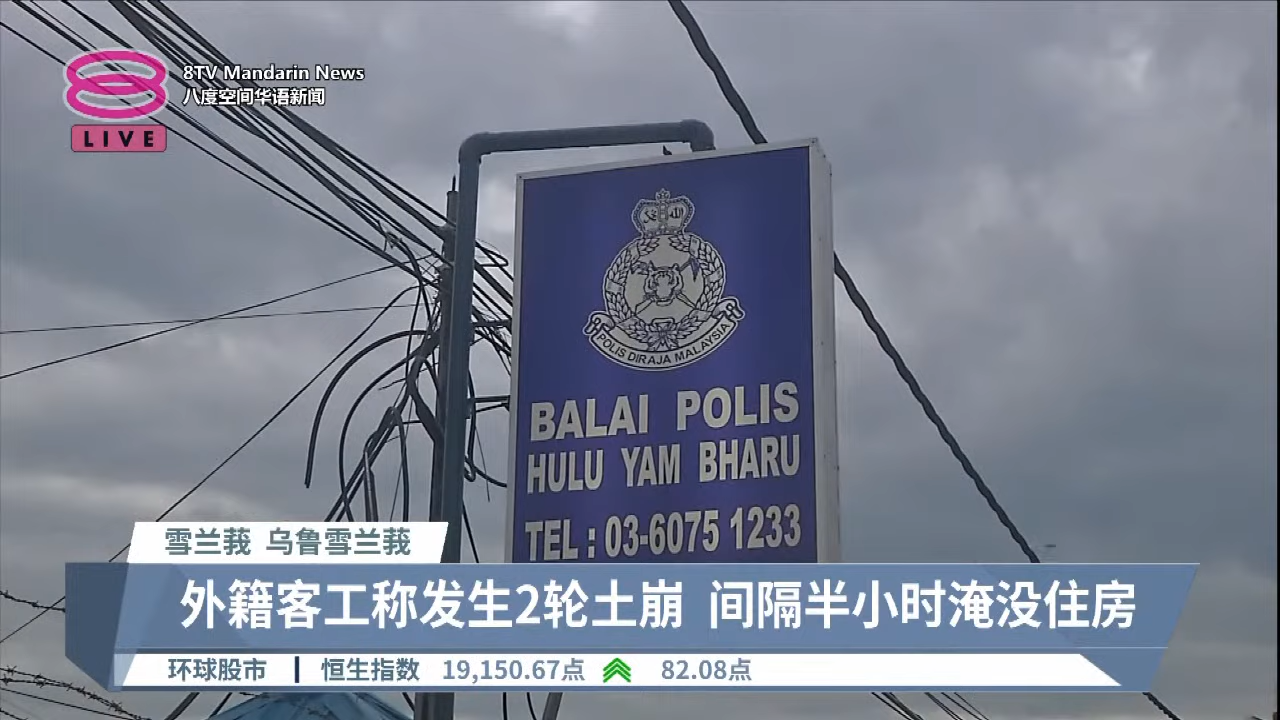 8TV Mandarin News
八度空间华语新闻
LIVE
POLIS DIRAJA MALAYSIA
BALAI POLIS
HULU YAM BHARU
TEL : 03-6075 1233
雪兰莪 乌鲁雪兰莪
外籍客工称发生2轮土崩 间隔半小时淹没住房
环球股市 | 恒生指数 19,150.67点 82.08点